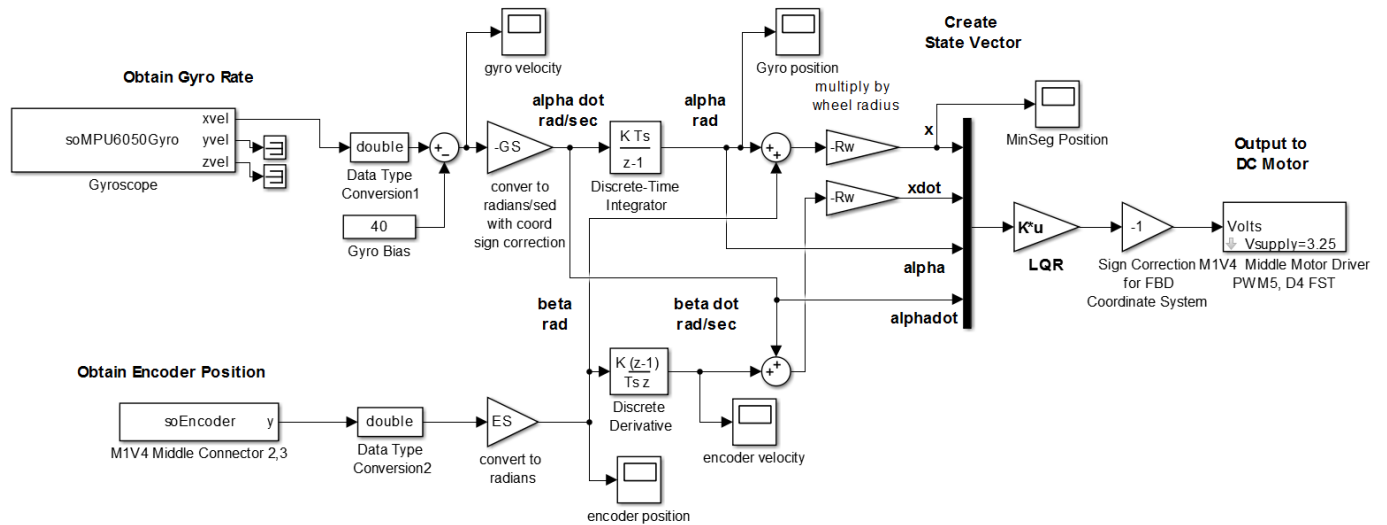 Create
State Vector
Obtain Gyro Rate
gyro velocity
Gyro position
multiply by
wheel radius
soMPU6050Gyro
xvel
yvel
zvel
Gyroscope
double
Data Type
Conversion1
40
Gyro Bias
-GS
conver to
radians/sed
with coord
sign correction
alpha dot
rad/sec
K Ts
z-1
Discrete-Time
Integrator
alpha
rad
-Rw
x
MinSeg Position
-Rw
xdot
alpha
alphadot
K*u
LQR
-1
Sign Correction
for FBD
Coordinate System
Output to
DC Motor
Volts
Vsupply=3.25
M1V4  Middle Motor Driver
PWM5, D4 FST
beta
rad
beta dot
rad/sec
Obtain Encoder Position
soEncoder
y
M1V4 Middle Connector 2,3
double
Data Type
Conversion2
ES
convert to
radians
K (z-1)
Ts z
Discrete
Derivative
encoder velocity
encoder position